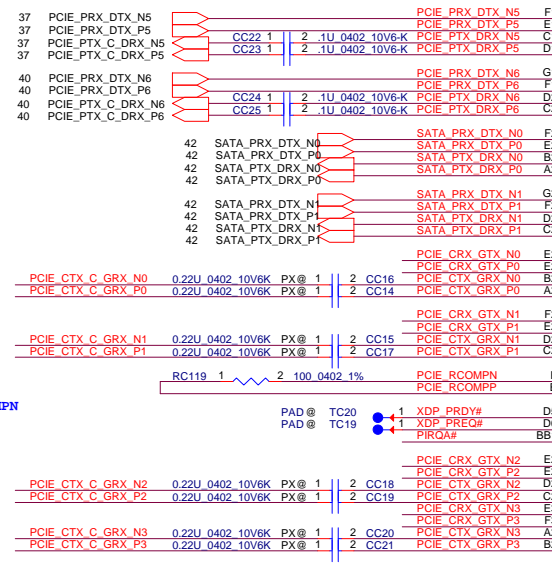 37 PCIE_PRX_DTX_N5 PCIE_PRX_DTX_N5
37 PCIE_PRX_DTX_P5 PCIE_PRX_DTX_P5
37 PCIE_PTX_C_DRX_N5 CC22 1 2 .1U_0402_10V6-K PCIE_PTX_DRX_N5
37 PCIE_PTX_C_DRX_P5 CC23 1 2 .1U_0402_10V6-K PCIE_PTX_DRX_P5
40 PCIE_PRX_DTX_N6 PCIE_PRX_DTX_N6
40 PCIE_PRX_DTX_P6 PCIE_PRX_DTX_P6
40 PCIE_PTX_C_DRX_N6 CC24 1 2 .1U_0402_10V6-K PCIE_PTX_DRX_N6
40 PCIE_PTX_C_DRX_P6 CC25 1 2 .1U_0402_10V6-K PCIE_PTX_DRX_P6
42 SATA_PRX_DTX_N0 SATA_PRX_DTX_N0
42 SATA_PRX_DTX_P0 SATA_PRX_DTX_P0
42 SATA_PTX_DRX_N0 SATA_PTX_DRX_N0
42 SATA_PTX_DRX_P0 SATA_PTX_DRX_P0
42 SATA_PRX_DTX_N1 SATA_PRX_DTX_N1
42 SATA_PRX_DTX_P1 SATA_PRX_DTX_P1
42 SATA_PTX_DRX_N1 SATA_PTX_DRX_N1
42 SATA_PTX_DRX_P1 SATA_PTX_DRX_P1
PCIE_CRX_GTX_N0
PCIE_CRX_GTX_P0
PCIE_CTX_C_GRX_N0 0.22U_0402_10V6K PX@ 1 2 CC16 PCIE_CTX_GRX_N0
PCIE_CTX_C_GRX_P0 0.22U_0402_10V6K PX@ 1 2 CC14 PCIE_CTX_GRX_P0
PCIE_CRX_GTX_N1
PCIE_CRX_GTX_P1
PCIE_CTX_C_GRX_N1 0.22U_0402_10V6K PX@ 1 2 CC15 PCIE_CTX_GRX_N1
PCIE_CTX_C_GRX_P1 0.22U_0402_10V6K PX@ 1 2 CC17 PCIE_CTX_GRX_P1
RC119 1 2 100_0402_1% PCIE_RCOMPN
PCIE_RCOMPP
MPN
PAD @ TC20 1 XDP_PRDY#
PAD @ TC19 1 XDP_PREQ#
PIRQA# BB
PCIE_CRX_GTX_N2
PCIE_CRX_GTX_P2
PCIE_CTX_C_GRX_N2 0.22U_0402_10V6K PX@ 1 2 CC18 PCIE_CTX_GRX_N2
PCIE_CTX_C_GRX_P2 0.22U_0402_10V6K PX@ 1 2 CC19 PCIE_CTX_GRX_P2
PCIE_CRX_GTX_N3
PCIE_CRX_GTX_P3
PCIE_CTX_C_GRX_N3 0.22U_0402_10V6K PX@ 1 2 CC20 PCIE_CTX_GRX_N3
PCIE_CTX_C_GRX_P3 0.22U_0402_10V6K PX@ 1 2 CC21 PCIE_CTX_GRX_P3